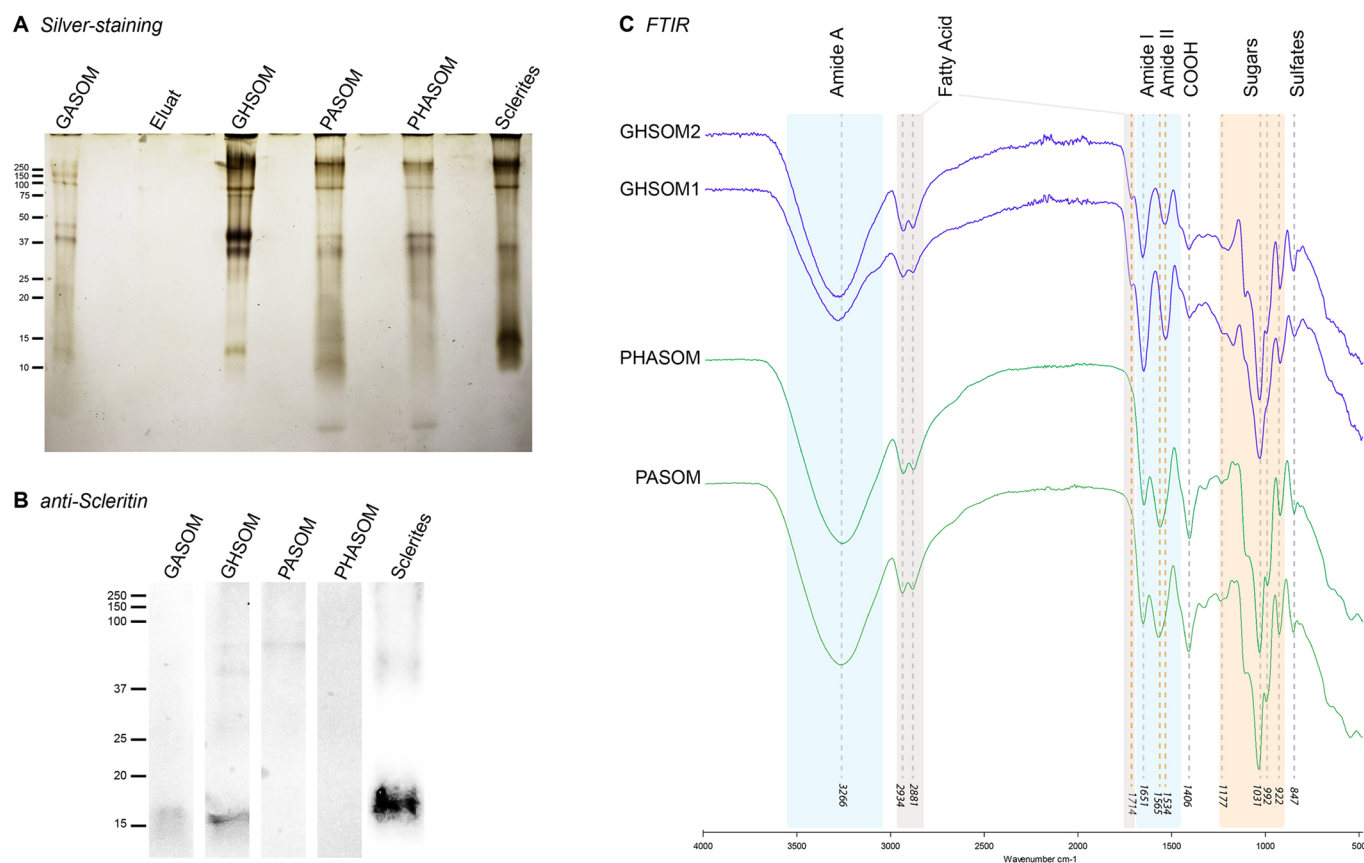 A Silver-staining
GASOM
Eluat
GHSOM
PASOM
PHASOM
Sclerites
250
150
100
75
50
37
25
20
15
10
B anti-Scleritin
GASOM
GHSOM
PASOM
PHASOM
Sclerites
250
150
100
37
25
20
15
C FTIR
Amide A
Fatty Acid
Amide I
Amide II
COOH
Sugars
Sulfates
GHSOM2
GHSOM1
PHASOM
PASOM
3266
2934
2881
1714
1651
1565
1534
1406
1177
1031
992
922
847
4000 3500 3000 2500 2000 1500 1000 500
Wavenumber cm-1